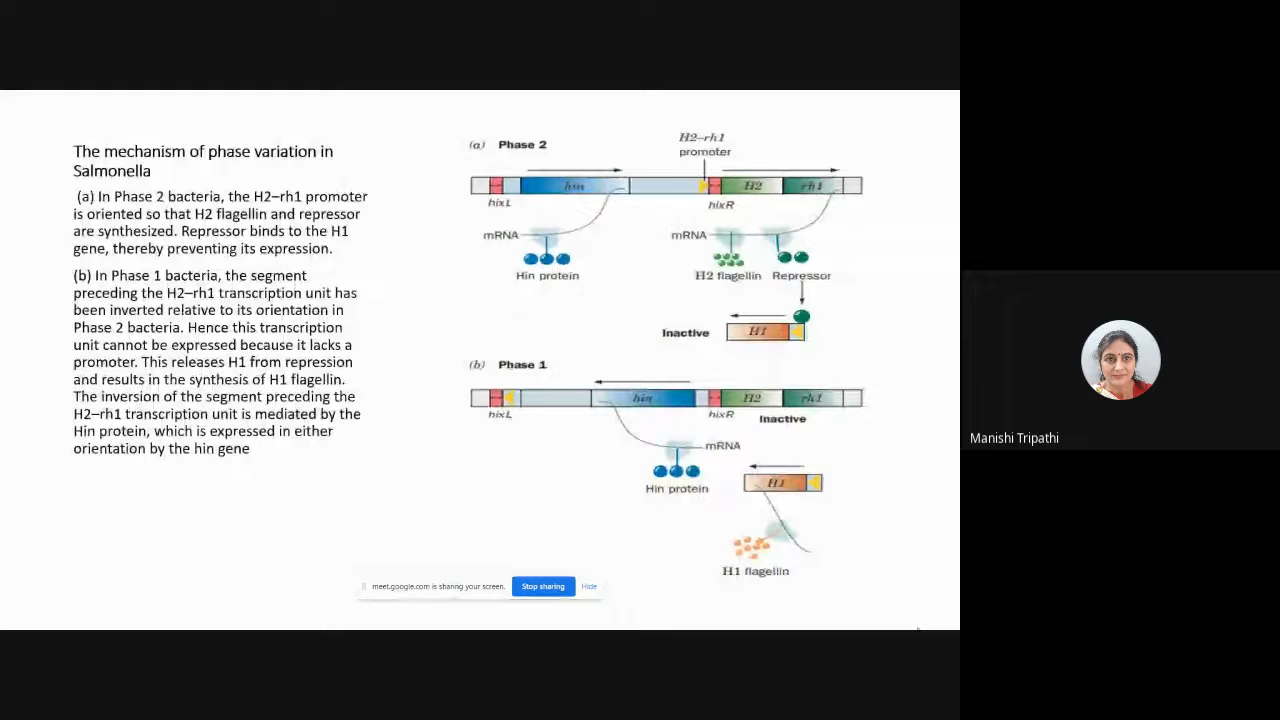 The mechanism of phase variation in
Salmonella
(a) In Phase 2 bacteria, the H2–rh1 promoter
is oriented so that H2 flagellin and repressor
are synthesized. Repressor binds to the H1
gene, thereby preventing its expression.
(b) In Phase 1 bacteria, the segment
preceding the H2–rh1 transcription unit has
been inverted relative to its orientation in
Phase 2 bacteria. Hence this transcription
unit cannot be expressed because it lacks a
promoter. This releases H1 from repression
and results in the synthesis of H1 flagellin.
The inversion of the segment preceding the
H2–rh1 transcription unit is mediated by the
Hin protein, which is expressed in either
orientation by the hin gene
(a) Phase 2
H2–rh1
promoter
hin
H2
rh1
hixL
hixR
mRNA
mRNA
Hin protein
H2 flagellin
Repressor
Inactive
H1
(b) Phase 1
hin
H2
rh1
hixL
hixR
Inactive
mRNA
Hin protein
H1
H1 flagellin
meet.google.com is sharing your screen.
Stop sharing
Hide
Manishi Tripathi